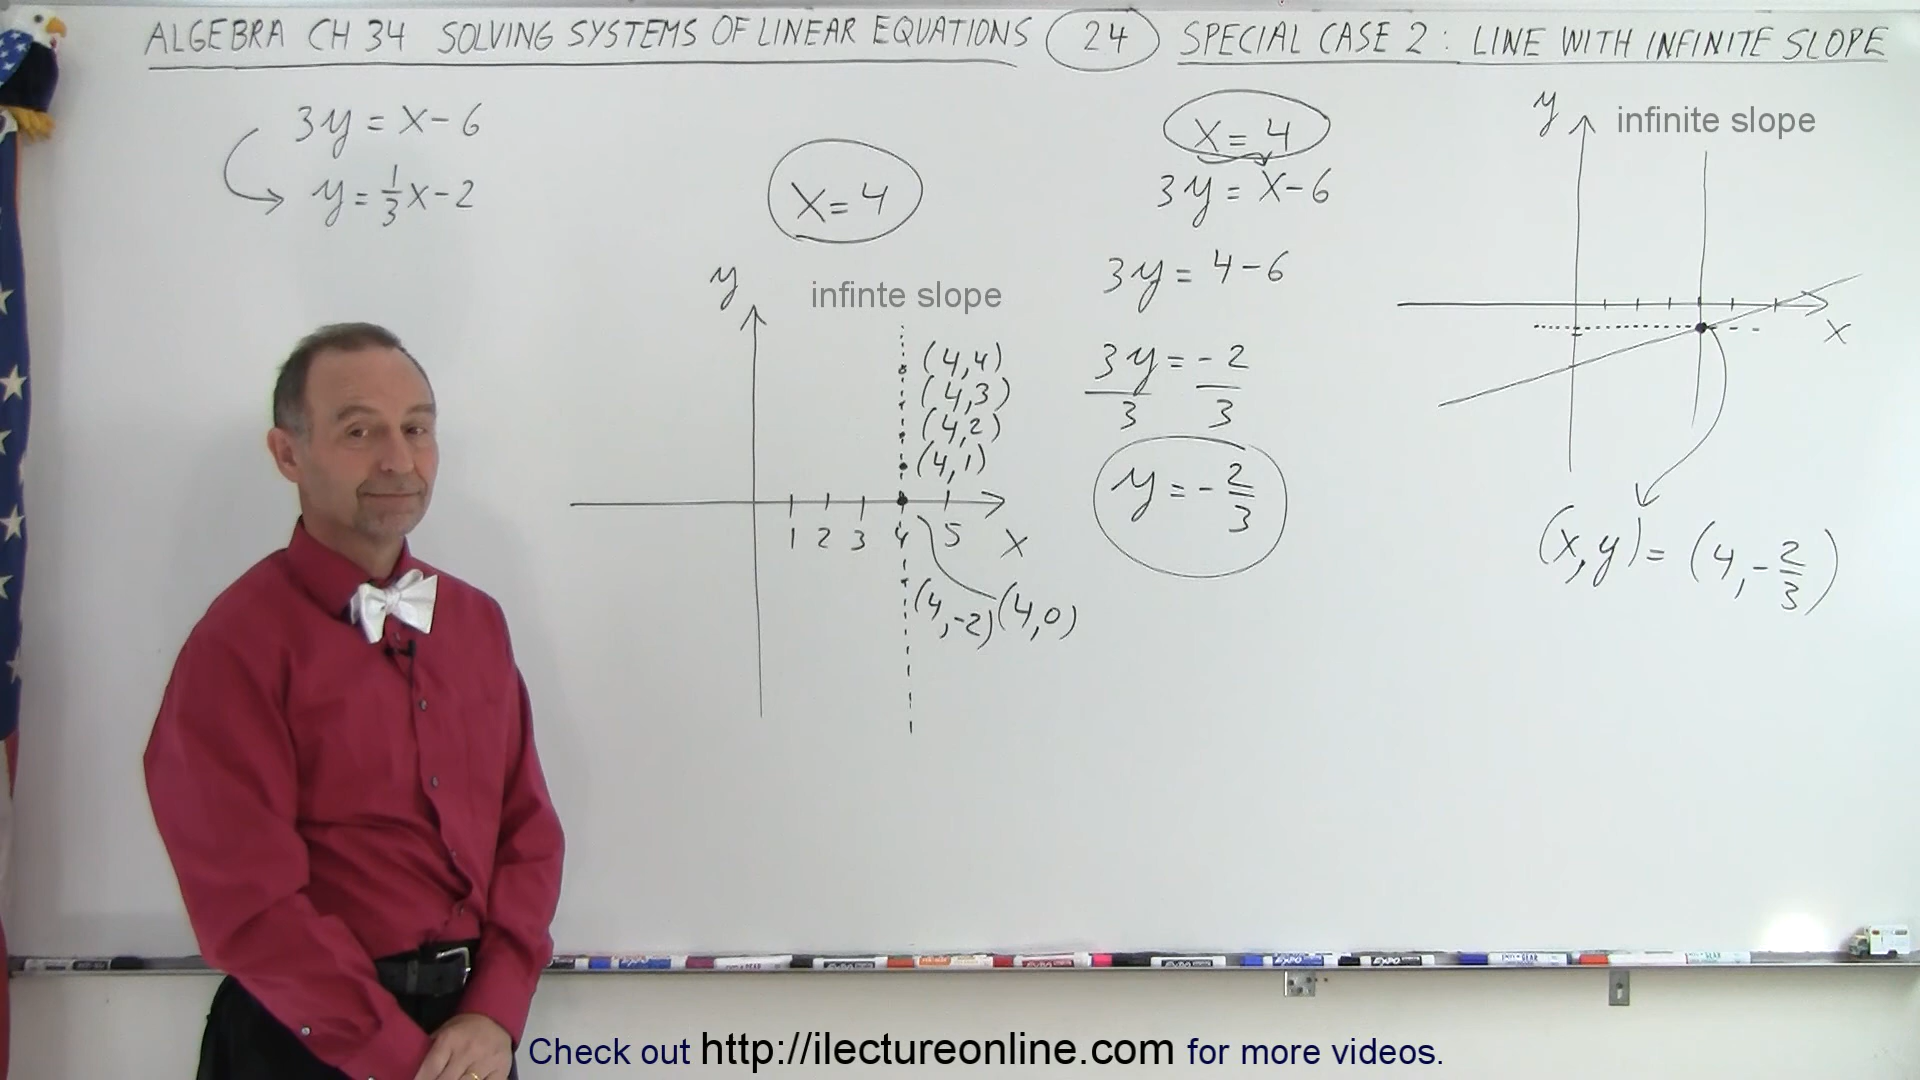 ALGEBRA CH 34 SOLVING SYSTEMS OF LINEAR EQUATIONS 24 SPECIAL CASE 2: LINE WITH INFINITE SLOPE
3y = x - 6
y = 1/3 x - 2
x = 4
y
infinte slope
(4,4)
(4,3)
(4,2)
(4,1)
1 2 3 4 5 x
(4,-2) (4,0)
x = 4
3y = x - 6
3y = 4 - 6
3y/3 = -2/3
y = -2/3
y
infinite slope
x
(x,y) = (4, -2/3)
EXPO
EXPO
Check out http://ilectureonline.com for more videos.